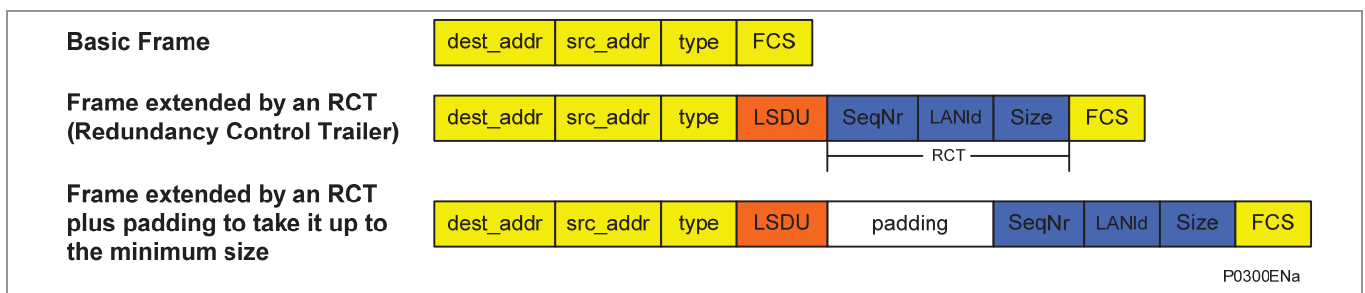 Basic Frame
dest_addr src_addr type FCS
Frame extended by an RCT
(Redundancy Control Trailer)
dest_addr src_addr type LSDU SeqNr LANId Size FCS
RCT
Frame extended by an RCT
plus padding to take it up to
the minimum size
dest_addr src_addr type LSDU padding SeqNr LANId Size FCS
P0300ENa